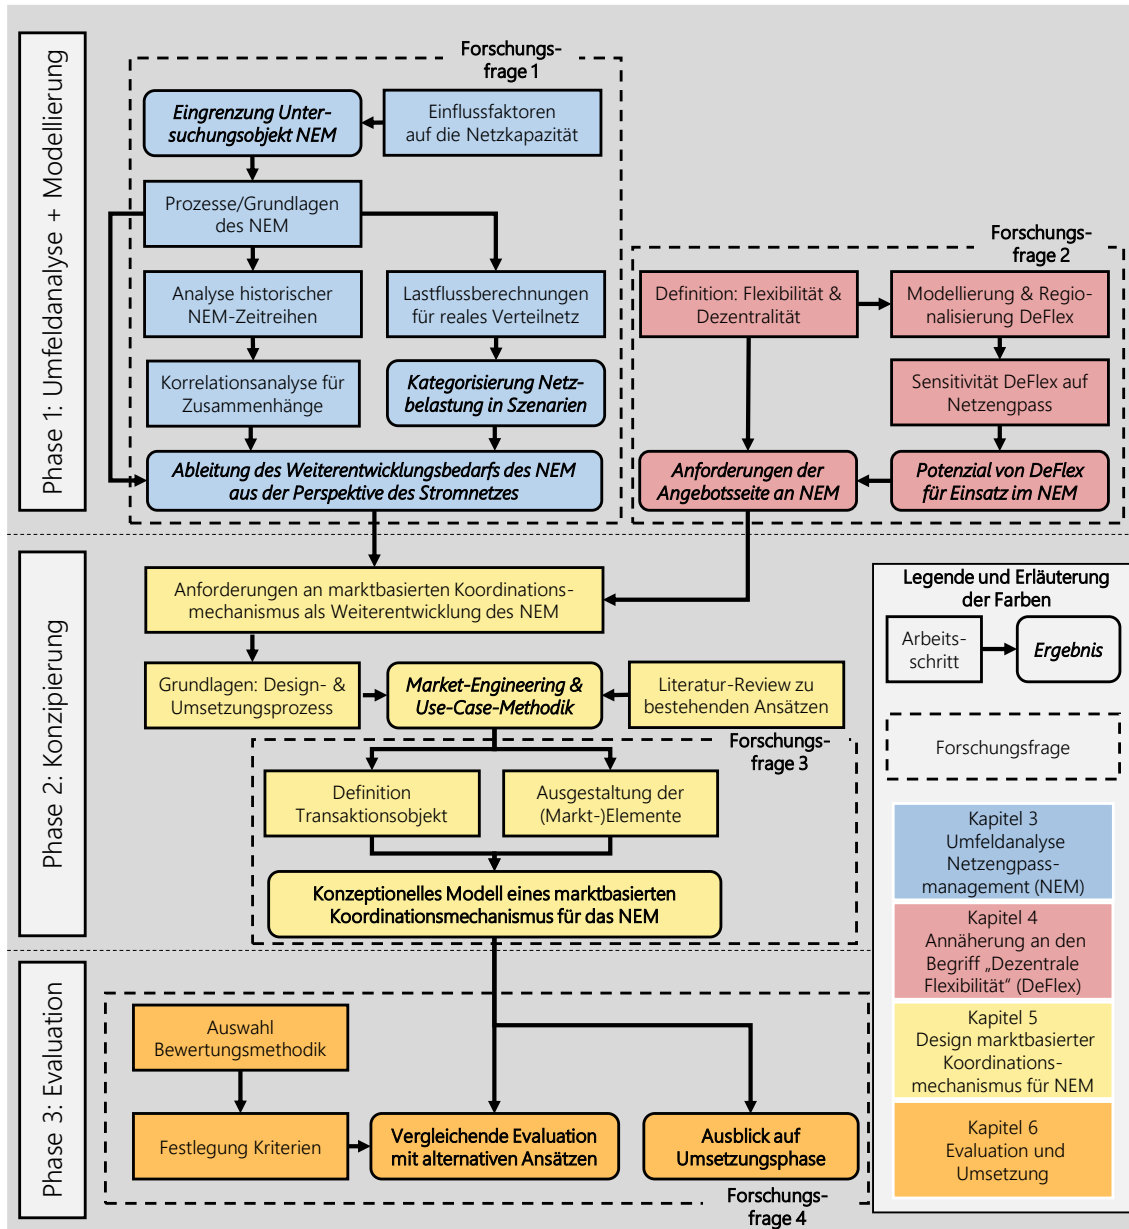 Phase 1: Umfeldanalyse + Modellierung
Forschungs-
frage 1
Eingrenzung Unter-
suchungsobjekt NEM
Einflussfaktoren
auf die Netzkapazität
Prozesse/Grundlagen
des NEM
Analyse historischer
NEM-Zeitreihen
Lastflussberechnungen
für reales Verteilnetz
Korrelationsanalyse für
Zusammenhänge
Kategorisierung Netz-
belastung in Szenarien
Ableitung des Weiterentwicklungsbedarfs des NEM
aus der Perspektive des Stromnetzes
Forschungs-
frage 2
Definition: Flexibilität &
Dezentralität
Modellierung & Regio-
nalisierung DeFlex
Sensitivität DeFlex auf
Netzengpass
Anforderungen der
Angebotsseite an NEM
Potenzial von DeFlex
für Einsatz im NEM
Phase 2: Konzipierung
Anforderungen an marktbasierten Koordinations-
mechanismus als Weiterentwicklung des NEM
Grundlagen: Design- &
Umsetzungsprozess
Market-Engineering &
Use-Case-Methodik
Literatur-Review zu
bestehenden Ansätzen
Forschungs-
frage 3
Definition
Transaktionsobjekt
Ausgestaltung der
(Markt-)Elemente
Konzeptionelles Modell eines marktbasierten
Koordinationsmechanismus für das NEM
Phase 3: Evaluation
Auswahl
Bewertungsmethodik
Festlegung Kriterien
Vergleichende Evaluation
mit alternativen Ansätzen
Ausblick auf
Umsetzungsphase
Forschungs-
frage 4
Legende und Erläuterung
der Farben
Arbeits-
schritt
Ergebnis
Forschungsfrage
Kapitel 3
Umfeldanalyse
Netzengpass-
management (NEM)
Kapitel 4
Annäherung an den
Begriff „Dezentrale
Flexibilität“ (DeFlex)
Kapitel 5
Design marktbasierter
Koordinations-
mechanismus für NEM
Kapitel 6
Evaluation und
Umsetzung